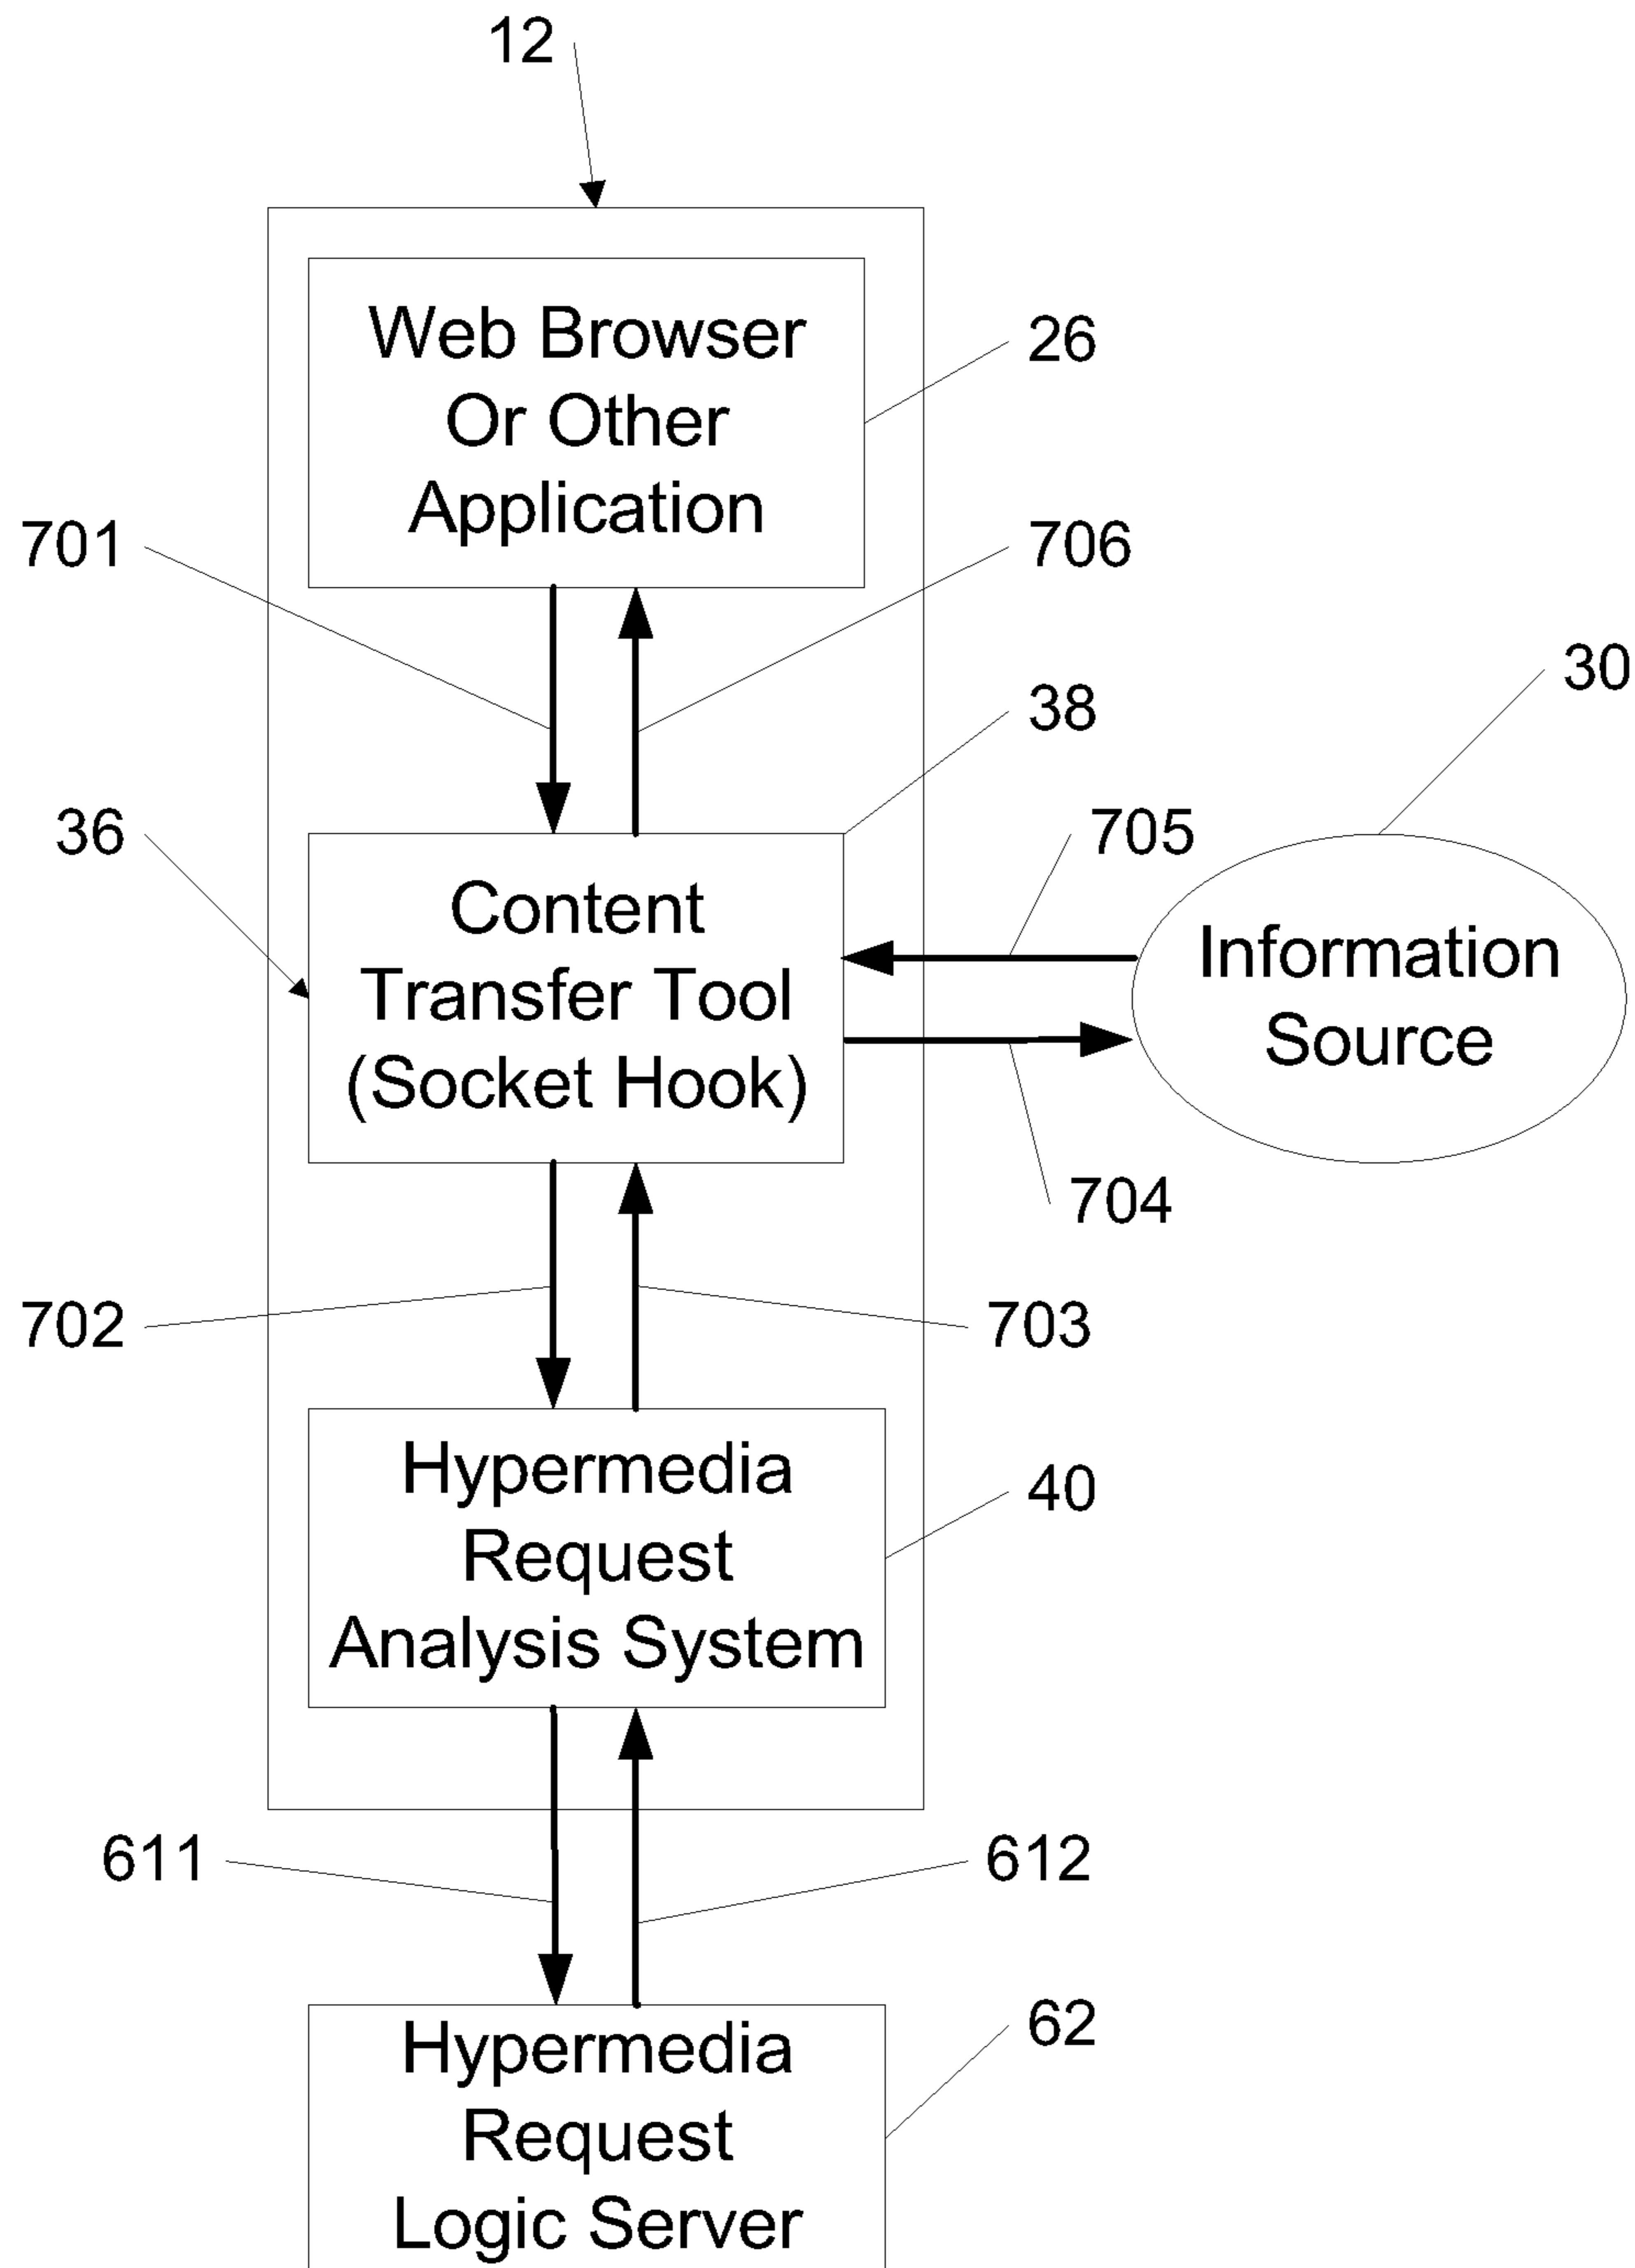 12
Web Browser
Or Other
Application
26
701
706
30
38
36
705
Content
Transfer Tool
(Socket Hook)
Information
Source
704
702
703
Hypermedia
Request
Analysis System
40
611
612
62
Hypermedia
Request
Logic Server